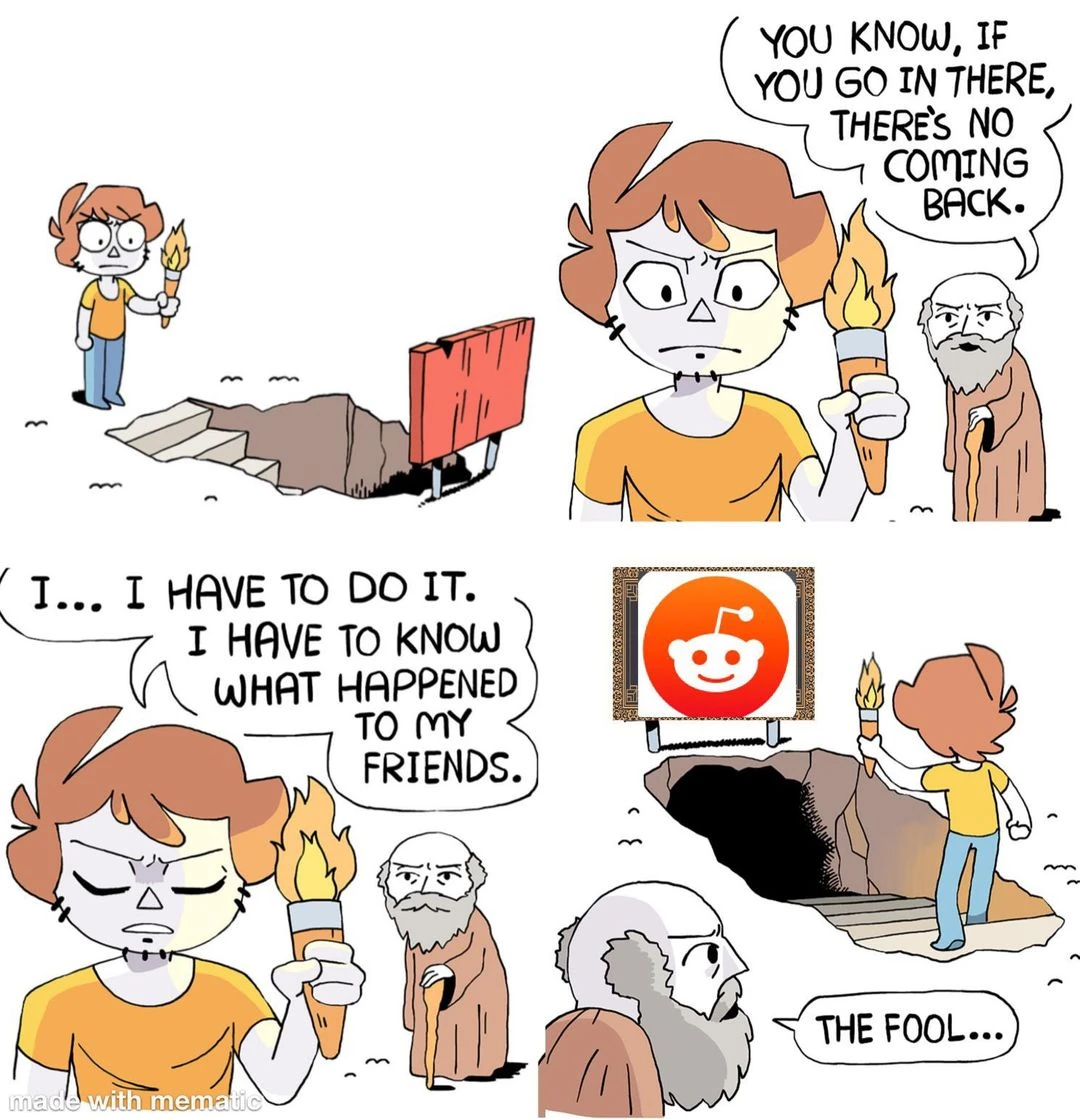 YOU KNOW, IF
YOU GO IN THERE,
THERE'S NO
COMING
BACK.
I... I HAVE TO DO IT.
I HAVE TO KNOW
WHAT HAPPENED
TO MY
FRIENDS.
THE FOOL...
made with mematic